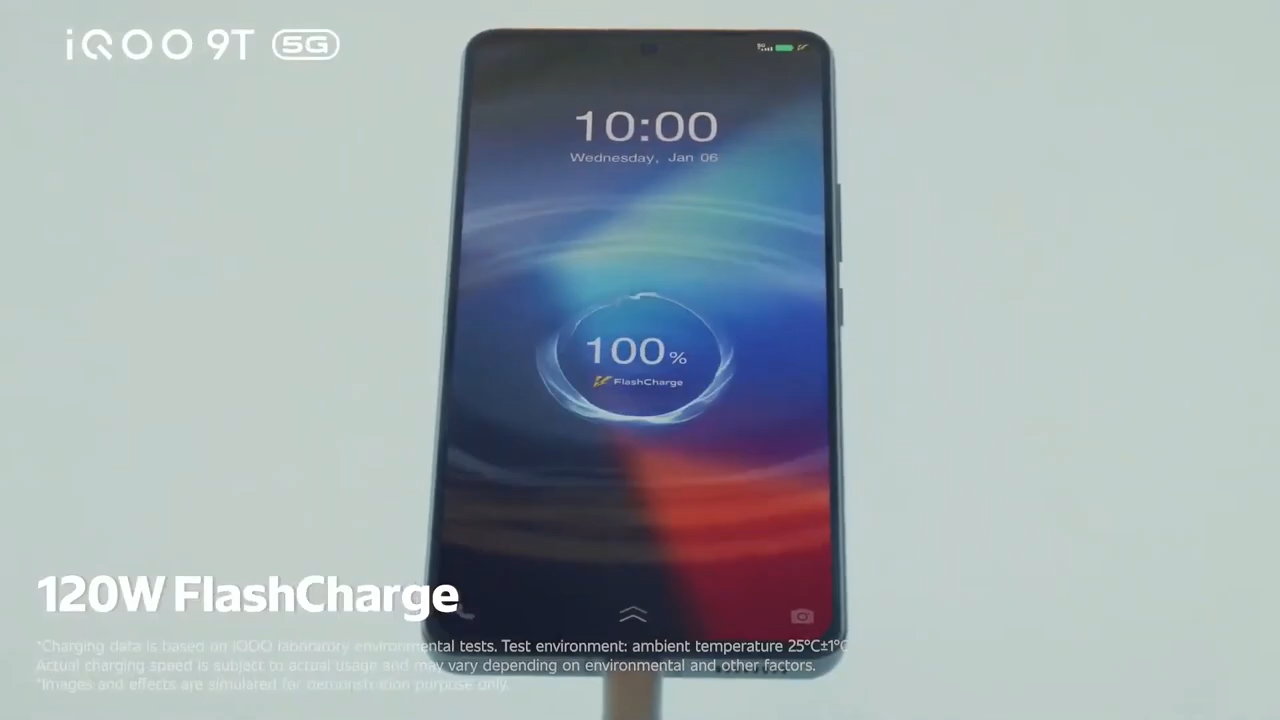 iQOO 9T 5G
5G
10:00
Wednesday, Jan 06
100%
FlashCharge
120W FlashCharge
*Charging data is based on iQOO laboratory environmental tests. Test environment: ambient temperature 25°C±1°C
Actual charging speed is subject to actual usage and may vary depending on environmental and other factors.
*Images and effects are simulated for demonstration purpose only.